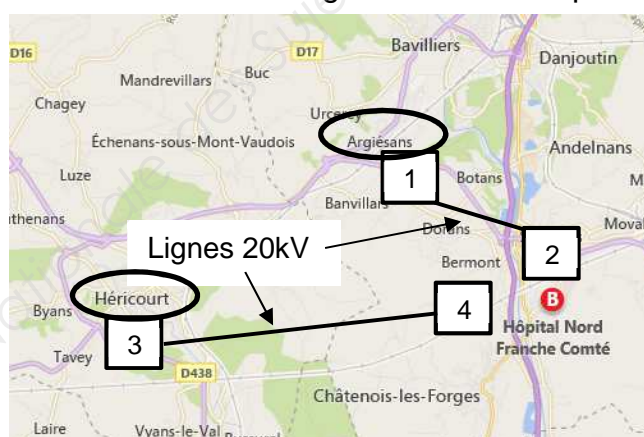 D16
D17
Bavilliers
Danjoutin
Mandrevillars
Buc
Chagey
Urcerey
Argiésans
Échenans-sous-Mont-Vaudois
Andelnans
Luze
1
Botans
Banvillars
thenans
Lignes 20kV
Dorans
Moval
2
Bermont
Héricourt
B
4
Byans
Hôpital Nord
Franche Comté
3
Tavey
D438
Châtenois-les-Forges
Laire
Vyans-le-Val